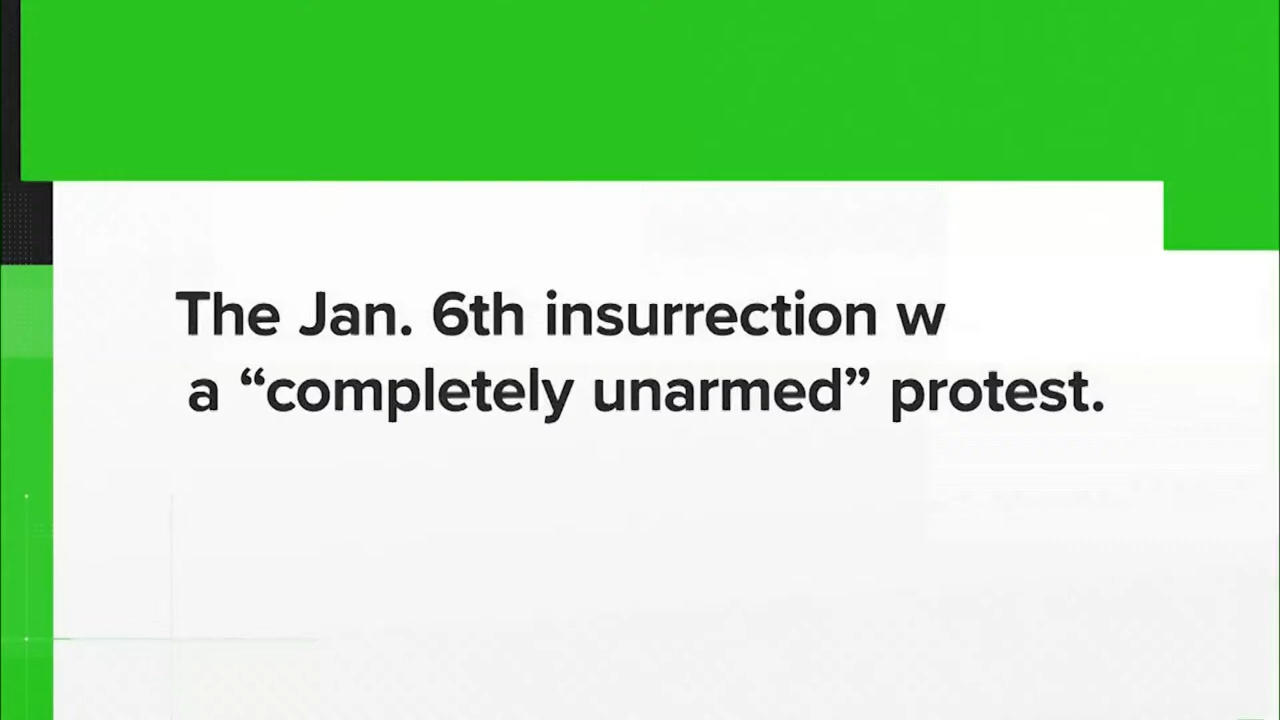 The Jan. 6th insurrection w
a “completely unarmed” protest.